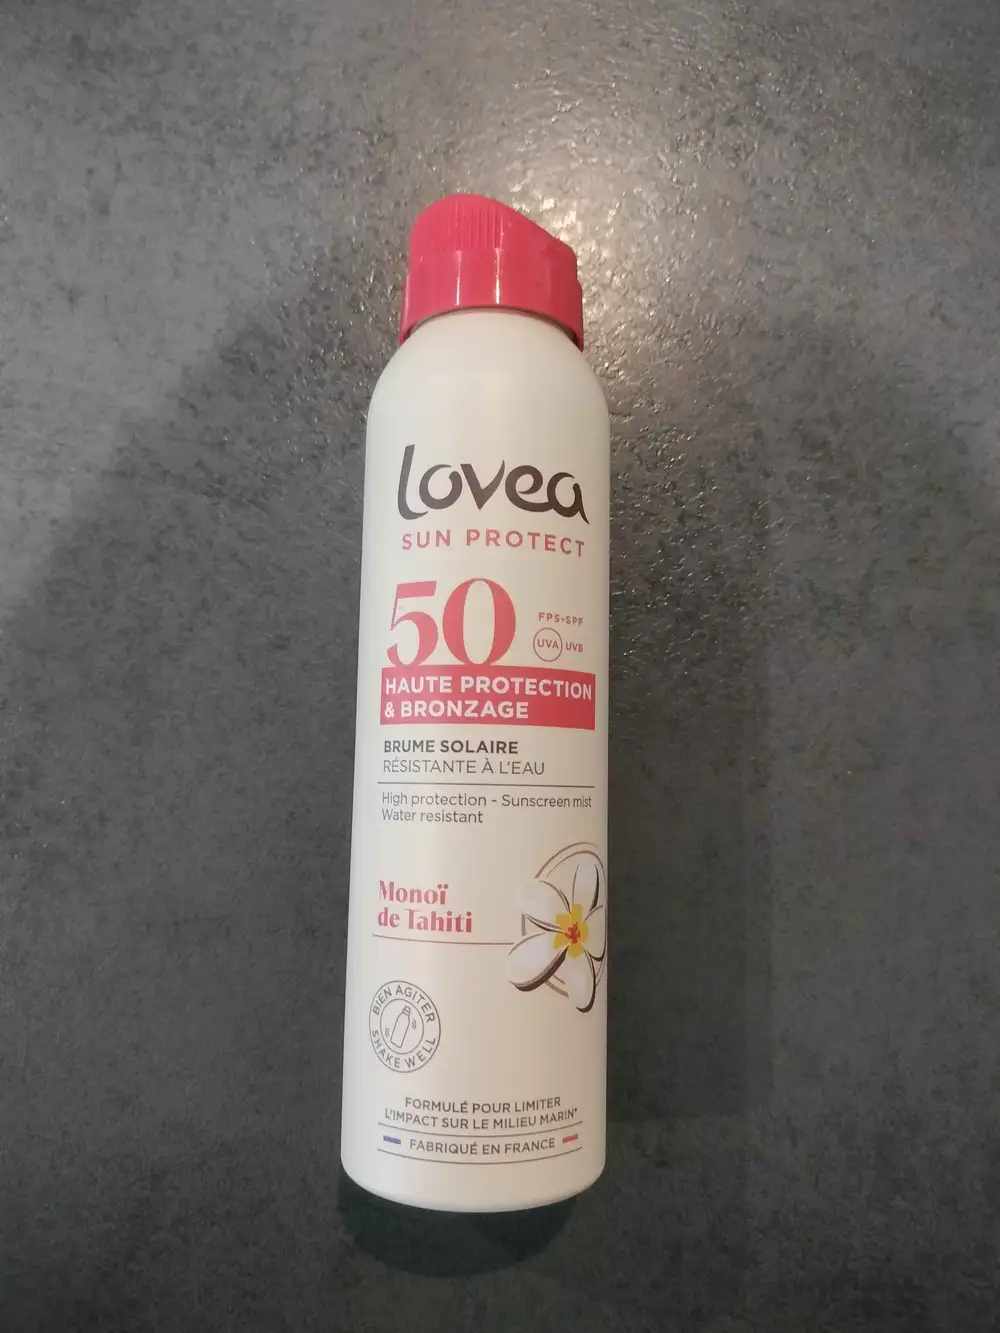 lovea
SUN PROTECT
50
FPS-SPF
UVA UVB
HAUTE PROTECTION
& BRONZAGE
BRUME SOLAIRE
RÉSISTANTE À L'EAU
High protection - Sunscreen mist
Water resistant
Monoï
de Tahiti
BIEN AGITER
SHAKE WELL
FORMULÉ POUR LIMITER
L'IMPACT SUR LE MILIEU MARIN*
FABRIQUÉ EN FRANCE